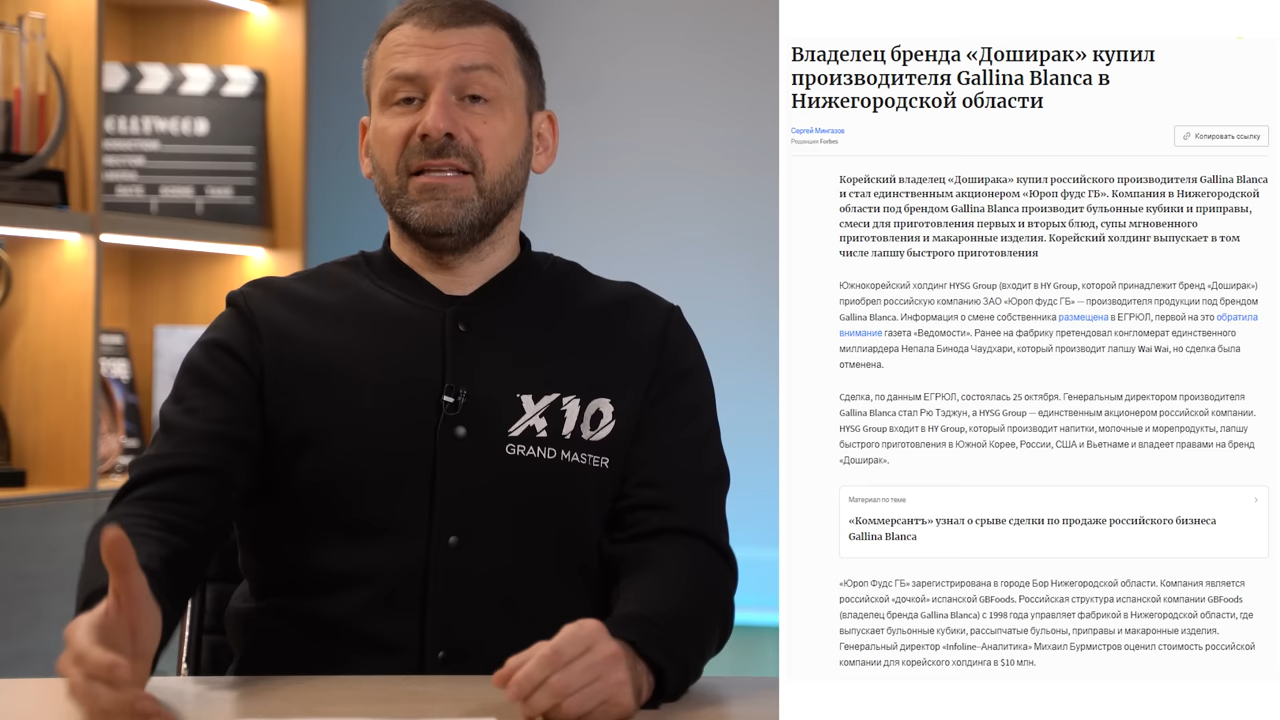 ELLYWOOD
DIRECTOR
DATE SCENE TAKE
X10
GRAND MASTER
Владелец бренда «Доширак» купил
производителя Gallina Blanca в
Нижегородской области
Сергей Мингазов
Редакция Forbes
Копировать ссылку
Корейский владелец «Доширака» купил российского производителя Gallina Blanca
и стал единственным акционером «Юроп фудс ГБ». Компания в Нижегородской
области под брендом Gallina Blanca производит бульонные кубики и приправы,
смеси для приготовления первых и вторых блюд, супы мгновенного
приготовления и макаронные изделия. Корейский холдинг выпускает в том
числе лапшу быстрого приготовления
Южнокорейский холдинг HYSG Group (входит в HY Group, которой принадлежит бренд «Доширак»)
приобрел российскую компанию ЗАО «Юроп фудс ГБ» — производителя продукции под брендом
Gallina Blanca. Информация о смене собственника размещена в ЕГРЮЛ, первой на это обратила
внимание газета «Ведомости». Ранее на фабрику претендовал конгломерат единственного
миллиардера Непала Бинода Чаудхари, который производит лапшу Wai Wai, но сделка была
отменена.
Сделка, по данным ЕГРЮЛ, состоялась 25 октября. Генеральным директором производителя
Gallina Blanca стал Рю Тэджун, а HYSG Group — единственным акционером российской компании.
HYSG Group входит в HY Group, который производит напитки, молочные и морепродукты, лапшу
быстрого приготовления в Южной Корее, России, США и Вьетнаме и владеет правами на бренд
«Доширак».
Материал по теме
«Коммерсантъ» узнал о срыве сделки по продаже российского бизнеса
Gallina Blanca
«Юроп Фудс ГБ» зарегистрирована в городе Бор Нижегородской области. Компания является
российской «дочкой» испанской GBFoods. Российская структура испанской компании GBFoods
(владелец бренда Gallina Blanca) с 1998 года управляет фабрикой в Нижегородской области, где
выпускает бульонные кубики, рассыпчатые бульоны, приправы и макаронные изделия.
Генеральный директор «Infoline-Аналитика» Михаил Бурмистров оценил стоимость российской
компании для корейского холдинга в $10 млн.